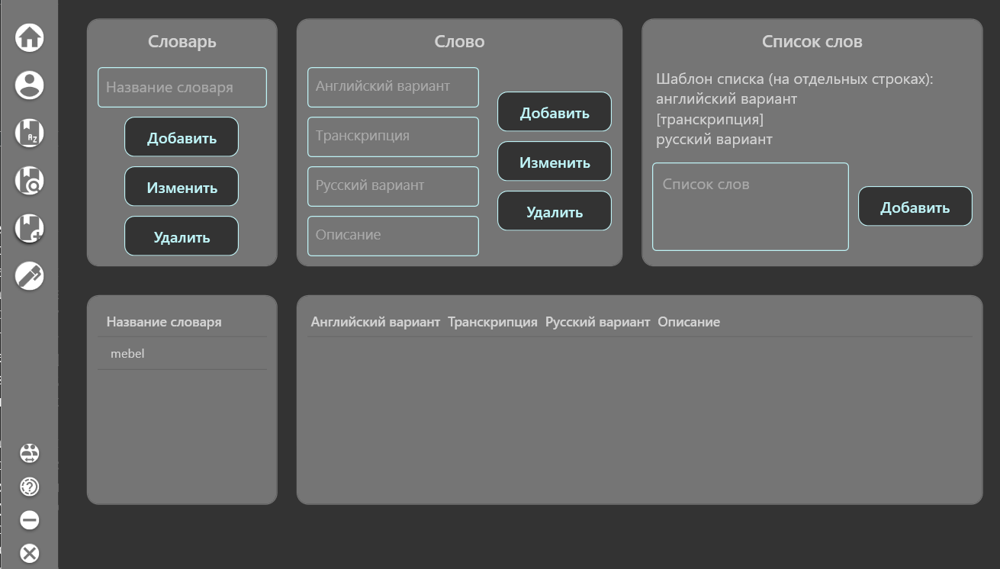 Словарь
Название словаря
Добавить
Изменить
Удалить
Слово
Английский вариант
Транскрипция
Русский вариант
Описание
Добавить
Изменить
Удалить
Список слов
Шаблон списка (на отдельных строках):
английский вариант
[транскрипция]
русский вариант
Список слов
Добавить
Название словаря
mebel
Английский вариант Транскрипция Русский вариант Описание